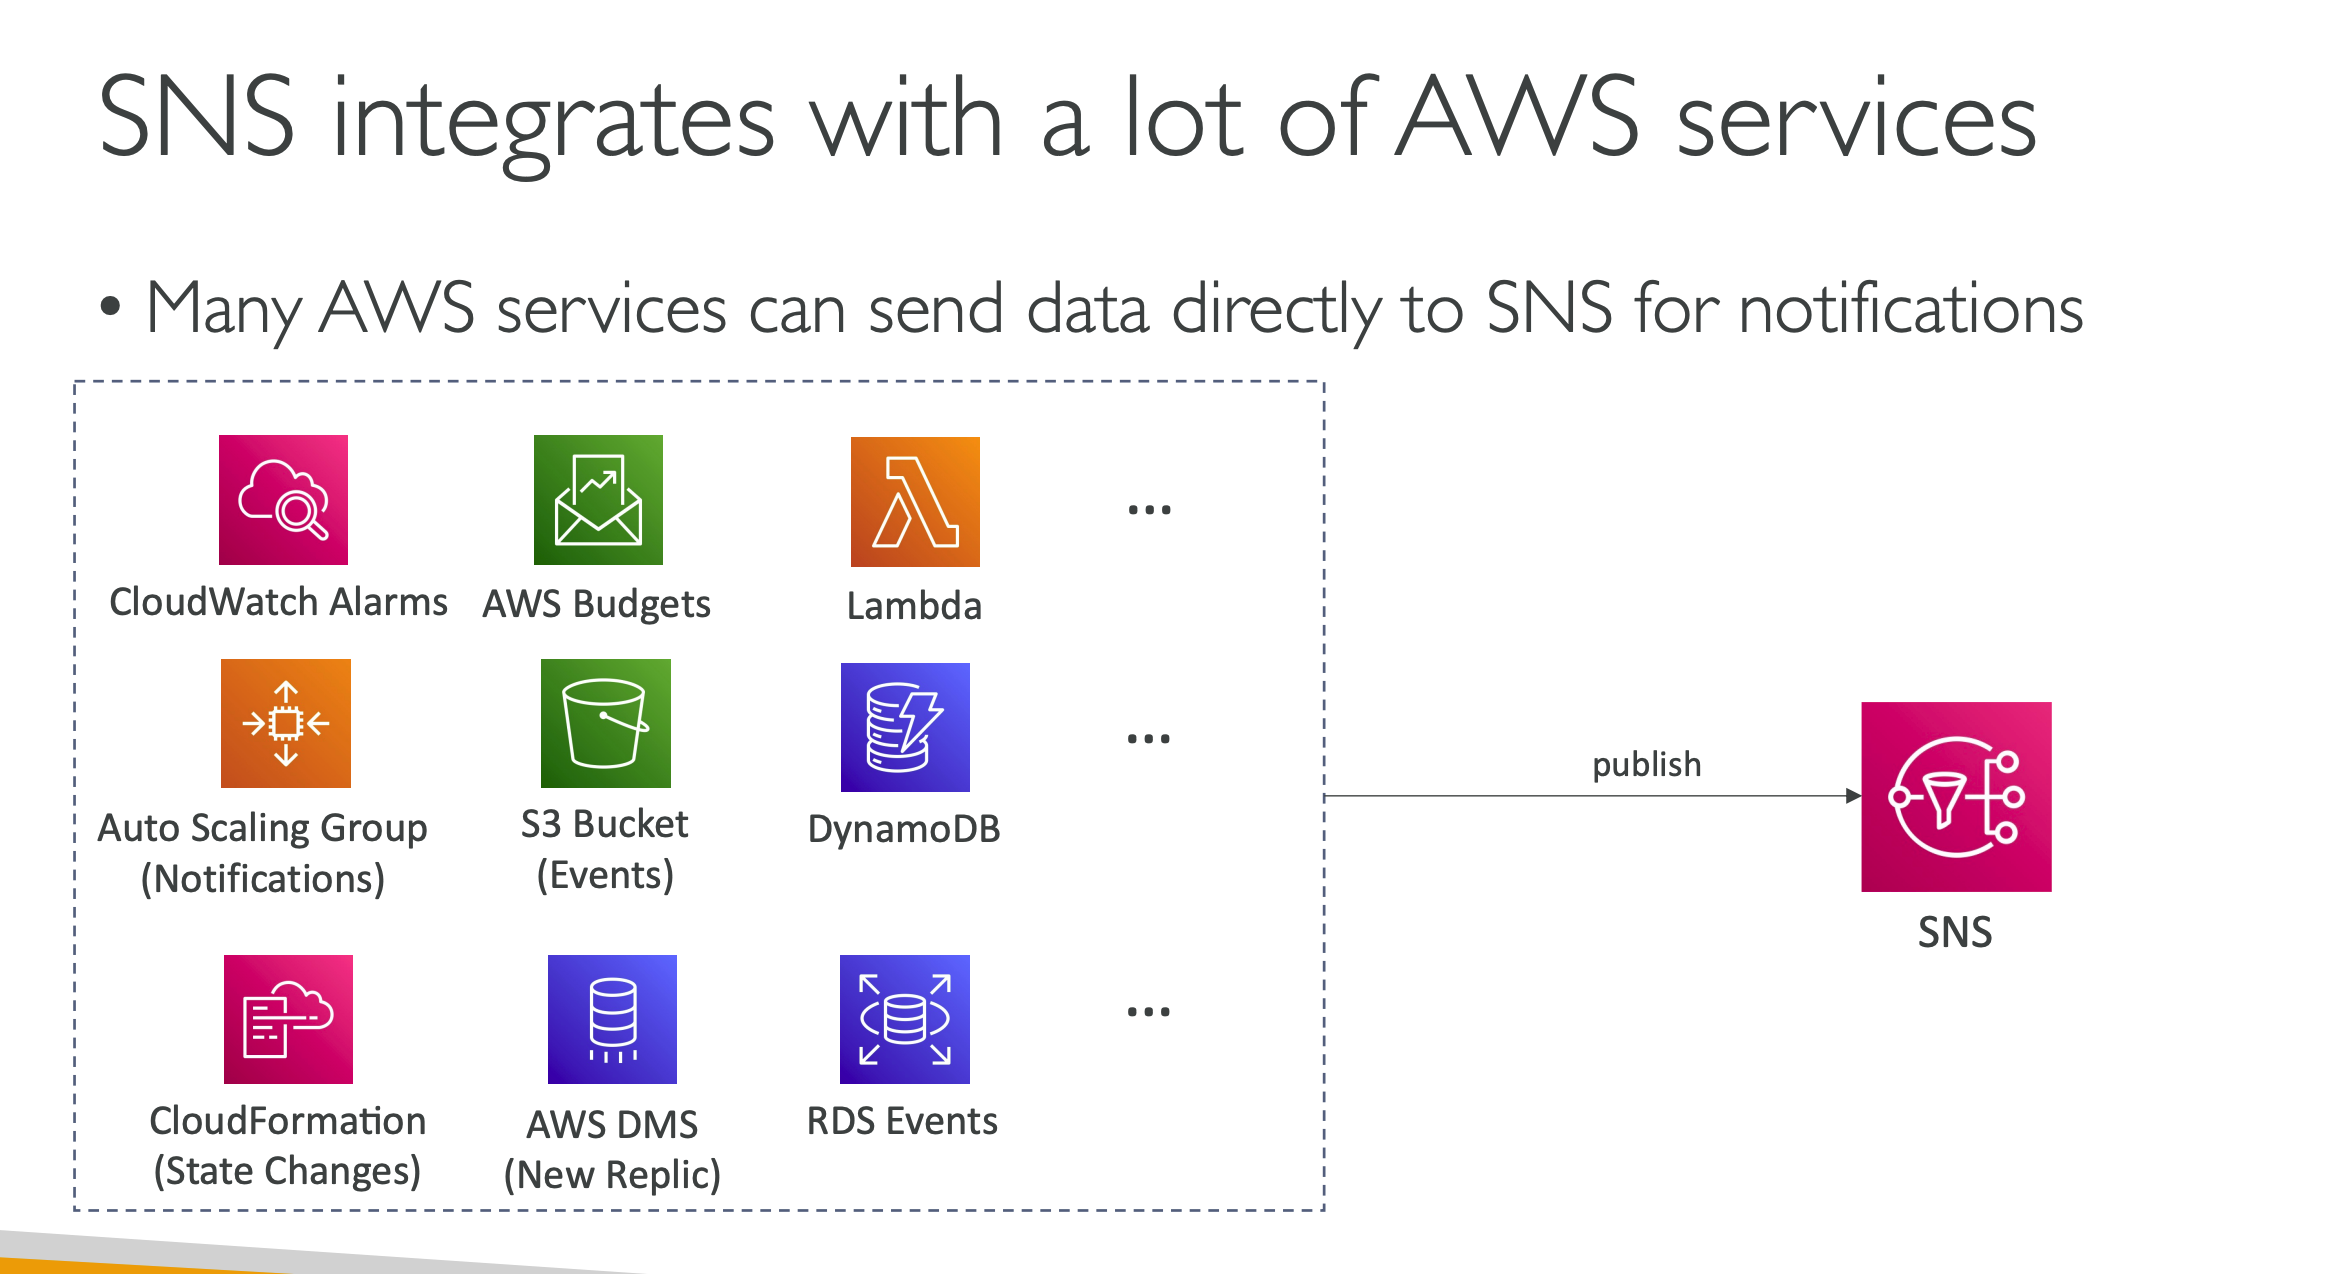 SNS integrates with a lot of AWS services
• Many AWS services can send data directly to SNS for notifications
CloudWatch Alarms
AWS Budgets
Lambda
...
Auto Scaling Group
(Notifications)
S3 Bucket
(Events)
DynamoDB
...
CloudFormation
(State Changes)
AWS DMS
(New Replic)
RDS Events
...
publish
SNS